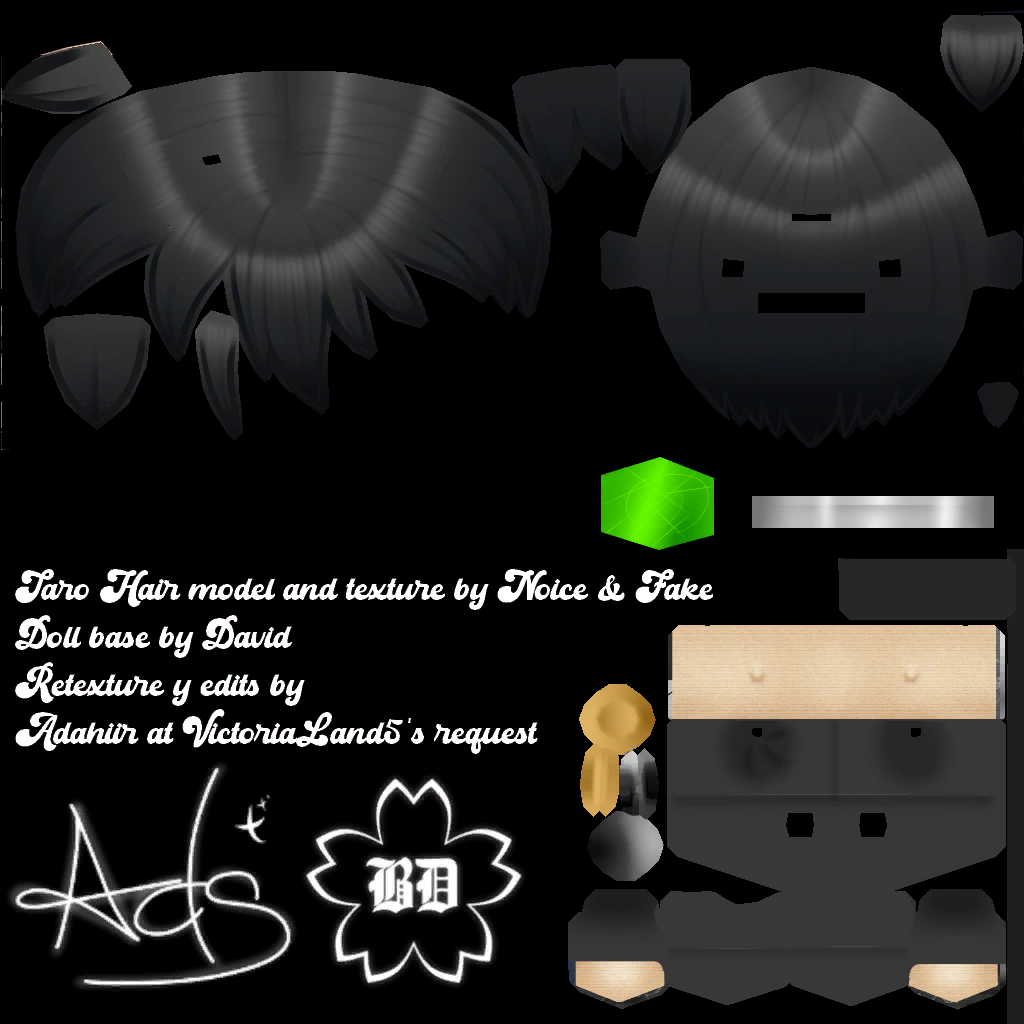 Taro Hair model and texture by Noice & Fake
Doll base by David
Retexture y edits by
Adahiir at VictoriaLand5's request
Ads
BD